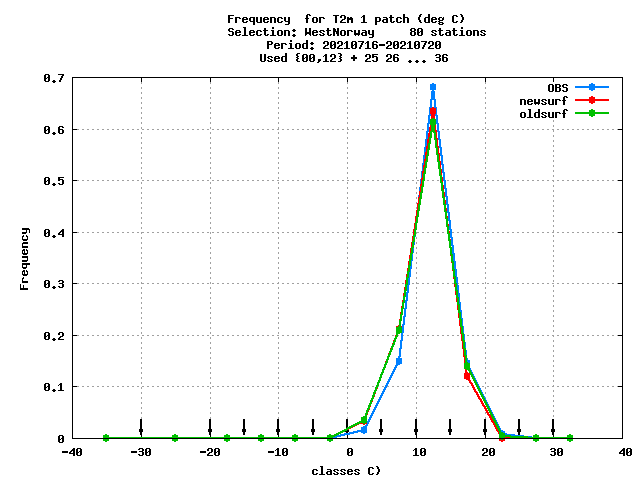 Frequency  for T2m 1 patch (deg C)
Selection: WestNorway     80 stations
Period: 20210716-20210720
Used {00,12} + 25 26 ... 36
OBS
newsurf
oldsurf
0.7
0.6
0.5
0.4
0.3
0.2
0.1
0
Frequency
-40 -30 -20 -10 0 10 20 30 40
classes C)